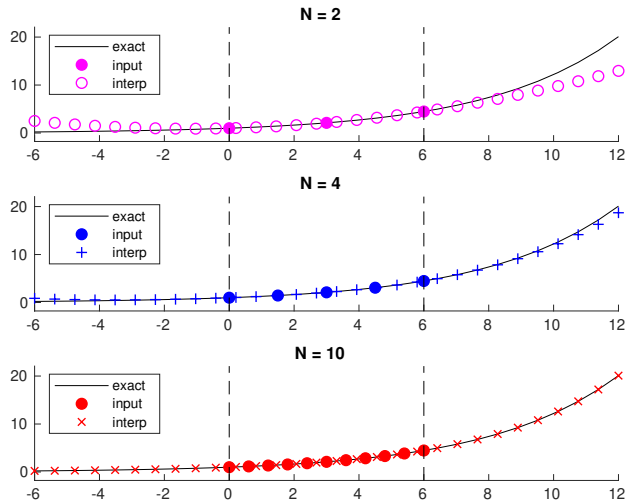 N = 2
20
10
0
exact
input
interp
-6 -4 -2 0 2 4 6 8 10 12
N = 4
20
10
0
exact
input
interp
-6 -4 -2 0 2 4 6 8 10 12
N = 10
20
10
0
exact
input
interp
-6 -4 -2 0 2 4 6 8 10 12